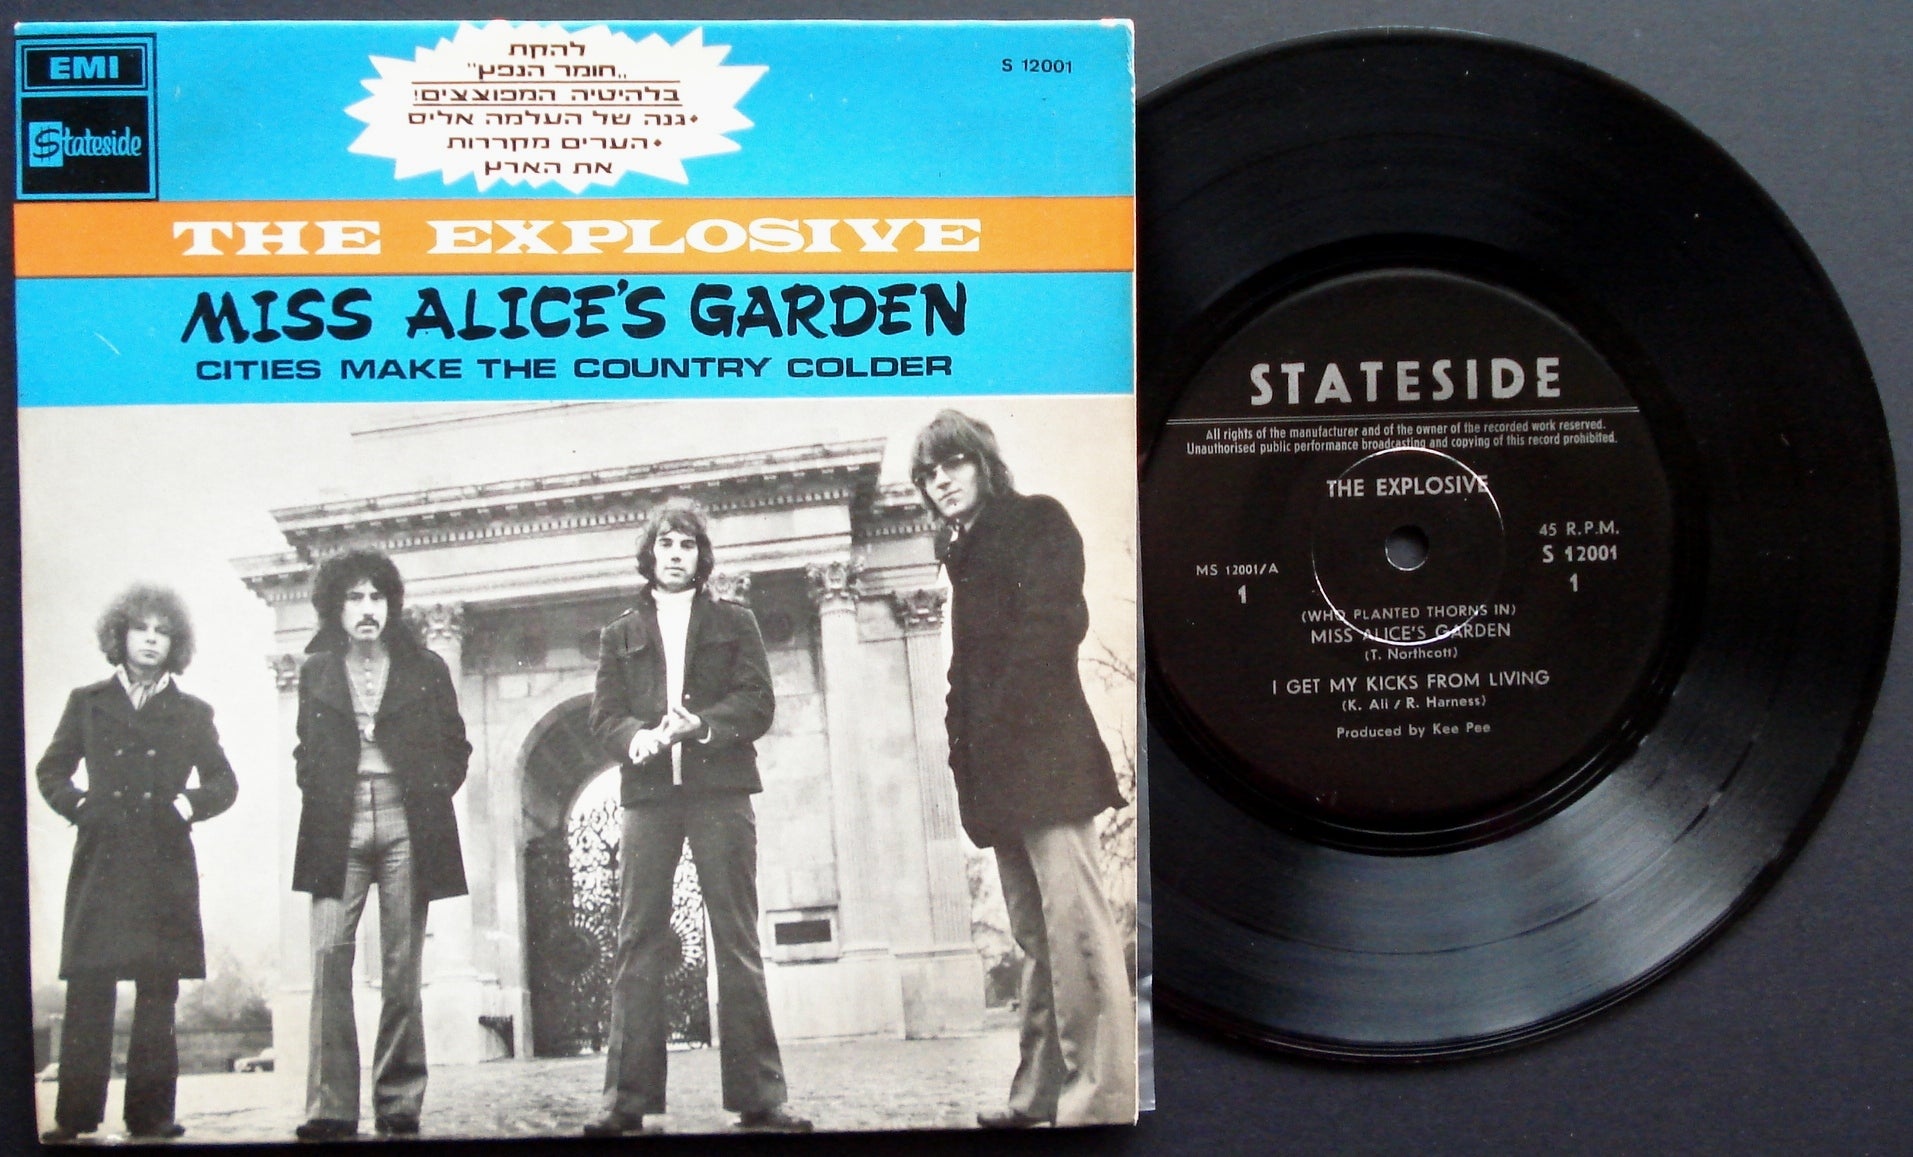 EMI
Stateside
להקת
„חומר הנפץ"
בלהיטיה המפוצצים!
•גנה של העלמה אליס
•הערים מקררות
את הארץ
S 12001
THE EXPLOSIVE
MISS ALICE'S GARDEN
CITIES MAKE THE COUNTRY COLDER
STATESIDE
All rights of the manufacturer and of the owner of the recorded work reserved.
Unauthorised public performance broadcasting and copying of this record prohibited.
THE EXPLOSIVE
45 R.P.M.
S 12001
1
MS 12001/A
1
(WHO PLANTED THORNS IN)
MISS ALICE'S GARDEN
(T. Northcott)
I GET MY KICKS FROM LIVING
(K. Ali / R. Harness)
Produced by Kee Pee